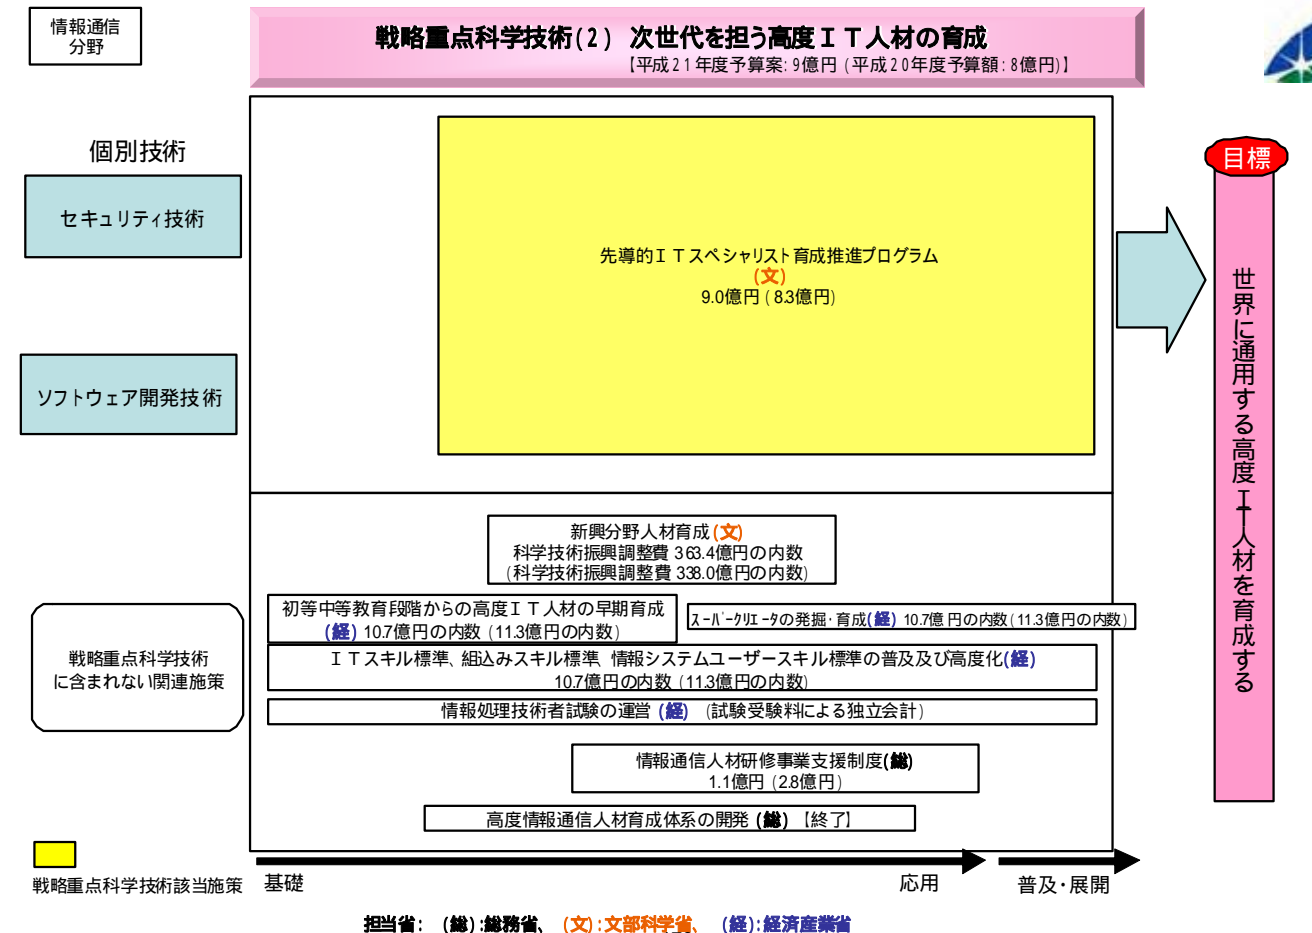 情報通信
分野
戦略重点科学技術(2) 次世代を担う高度IT人材の育成
【平成21年度予算案:9億円(平成20年度予算額:8億円)】
個別技術
セキュリティ技術
ソフトウェア開発技術
先導的ITスペシャリスト育成推進プログラム
(文)
9.0億円(8.3億円)
目標
世界に通用する高度IT人材を育成する
新興分野人材育成(文)
科学技術振興調整費 363.4億円の内数
(科学技術振興調整費 338.0億円の内数)
初等中等教育段階からの高度IT人材の早期育成
(経) 10.7億円の内数(11.3億円の内数)
スーパークリエータの発掘・育成(経) 10.7億円の内数(11.3億円の内数)
ITスキル標準、組込みスキル標準、情報システムユーザースキル標準の普及及び高度化(経)
10.7億円の内数(11.3億円の内数)
情報処理技術者試験の運営(経) (試験受験料による独立会計)
情報通信人材研修事業支援制度(総)
1.1億円(2.8億円)
高度情報通信人材育成体系の開発(総)【終了】
戦略重点科学技術
に含まれない関連施策
戦略重点科学技術該当施策
基礎
応用
普及・展開
担当省: (総):総務省、 (文):文部科学省、 (経):経済産業省